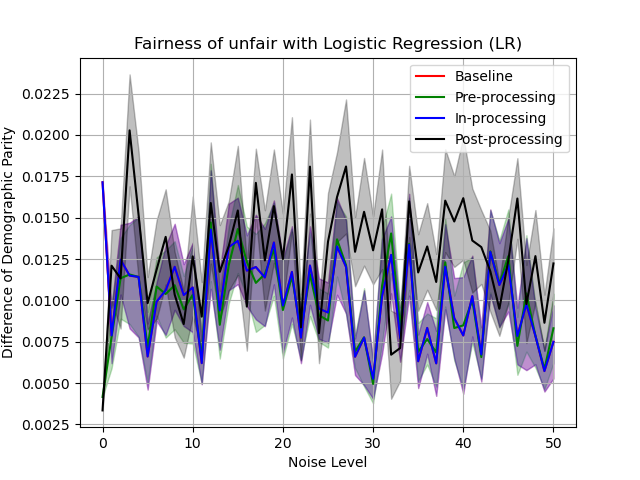 Fairness of unfair with Logistic Regression (LR)
Baseline
Pre-processing
In-processing
Post-processing
Difference of Demographic Parity
0.0225
0.0200
0.0175
0.0150
0.0125
0.0100
0.0075
0.0050
0.0025
0 10 20 30 40 50
Noise Level